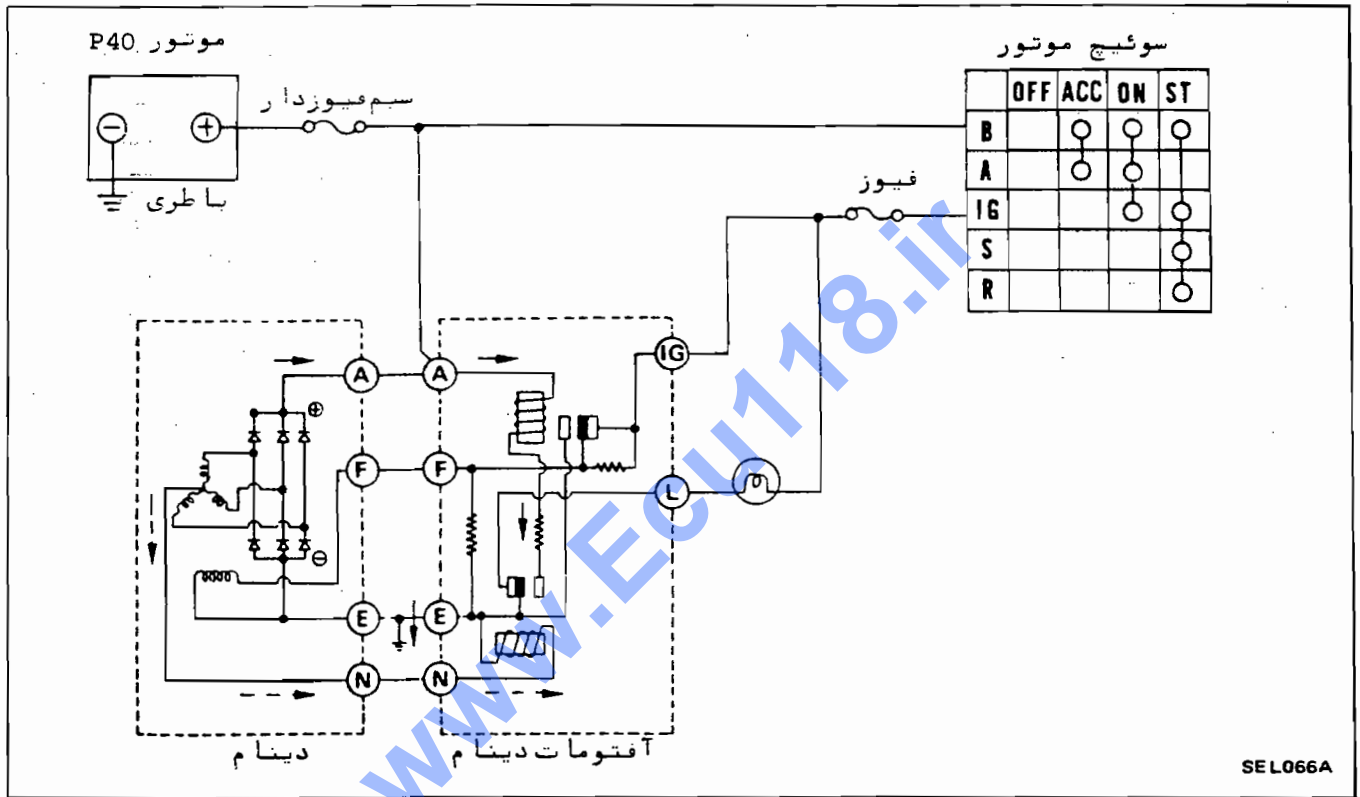 موتور P40
سوئیچ موتور
OFF ACC ON ST
B
A
IG
S
R
سیم فیوزدار
− +
باطری
فیوز
A A IG
+
F F
L
−
E E
N N
دینام
آفتومات دینام
SEL066A
www.Ecu118.ir